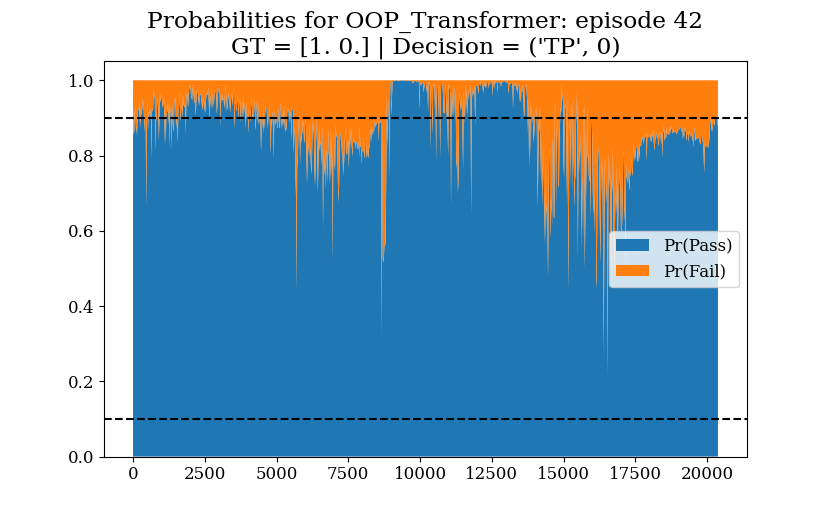 Probabilities for OOP_Transformer: episode 42
GT = [1. 0.] | Decision = ('TP', 0)
1.0
0.8
0.6
0.4
0.2
0.0
Pr(Pass)
Pr(Fail)
0 2500 5000 7500 10000 12500 15000 17500 20000